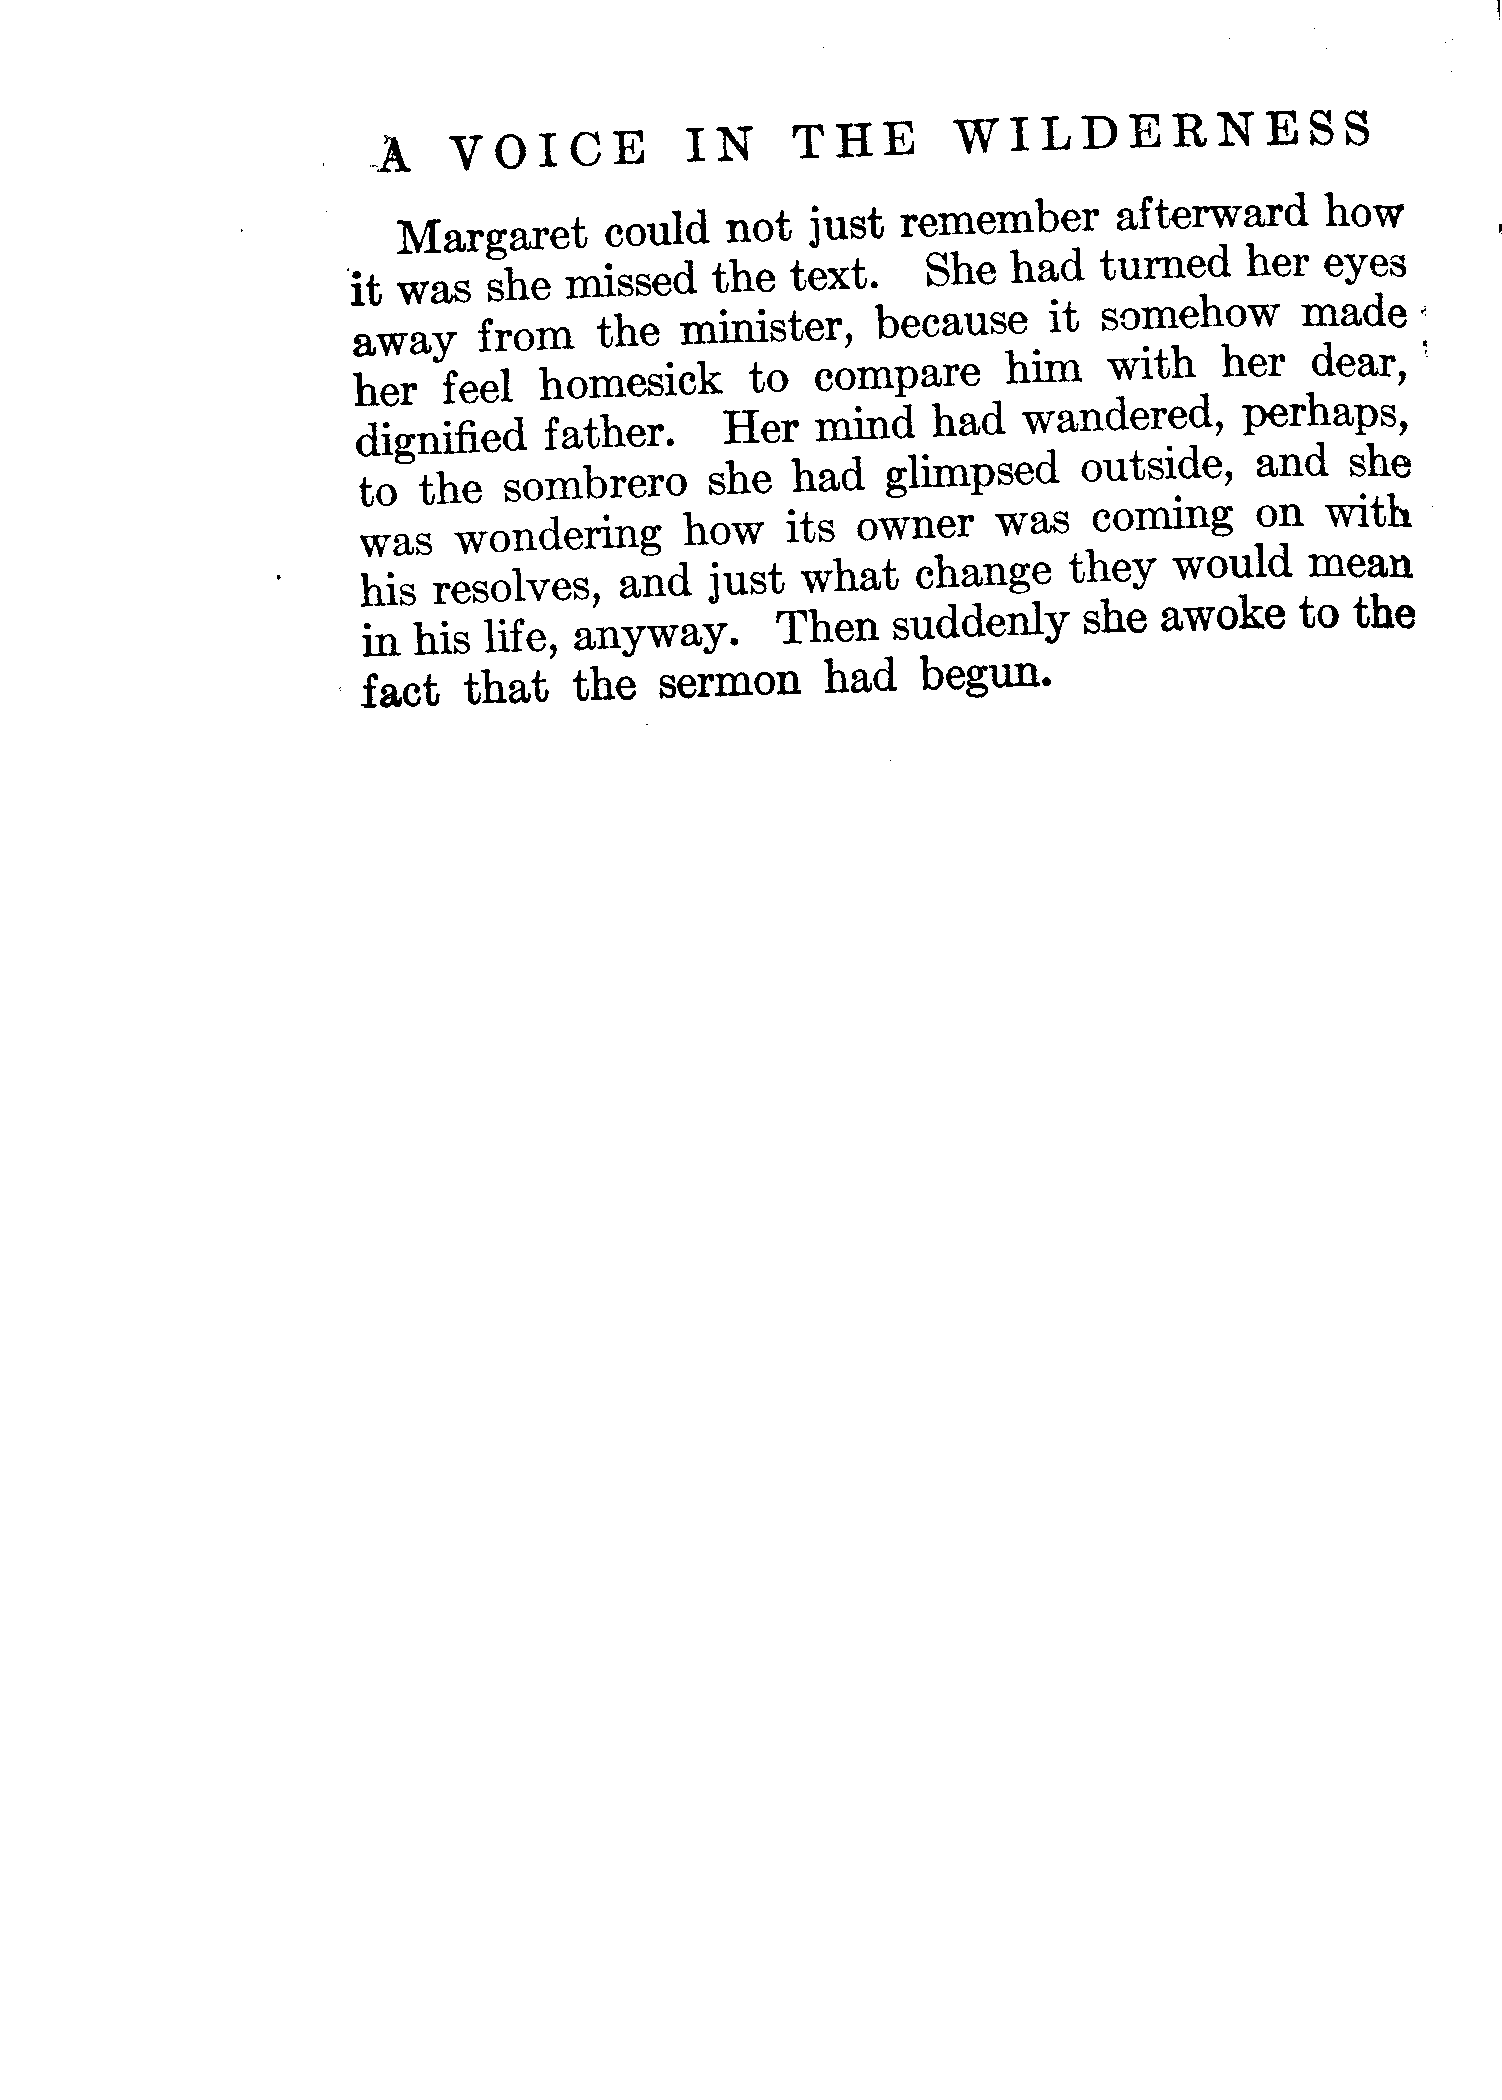 A VOICE IN THE WILDERNESS
Margaret could not just remember afterward how
it was she missed the text. She had turned her eyes
away from the minister, because it somehow made
her feel homesick to compare him with her dear,
dignified father. Her mind had wandered, perhaps,
to the sombrero she had glimpsed outside, and she
was wondering how its owner was coming on with
his resolves, and just what change they would mean
in his life, anyway. Then suddenly she awoke to the
fact that the sermon had begun.